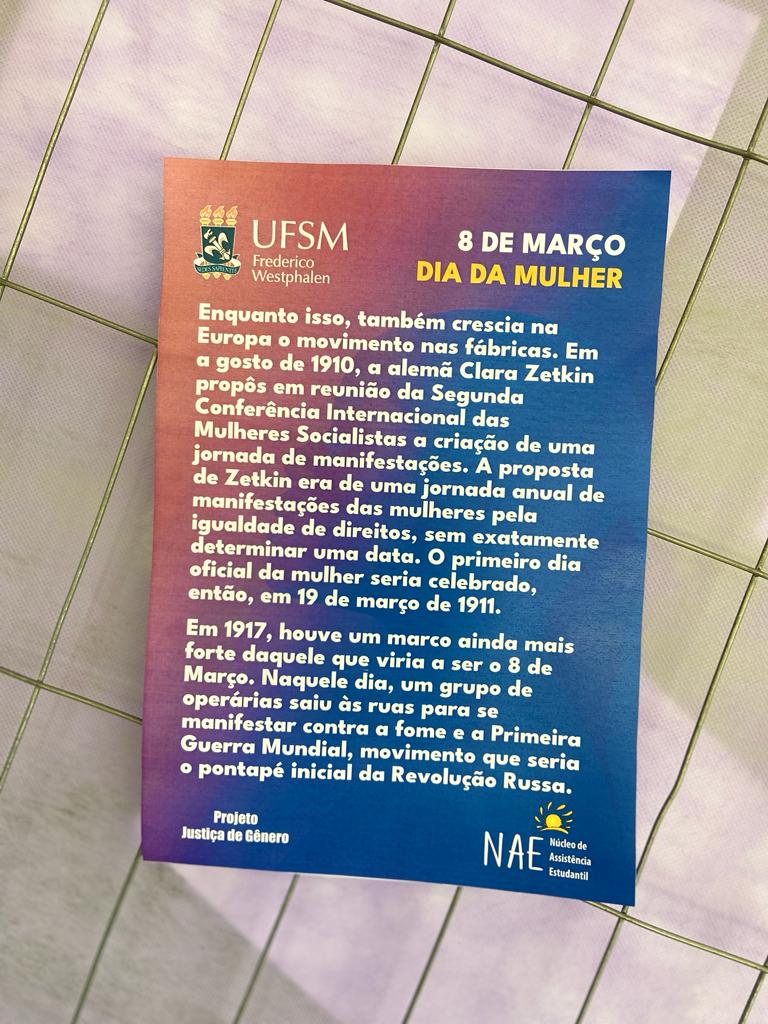 UFSM
Frederico
Westphalen
SEDES SAPIENTIAE
8 DE MARÇO
DIA DA MULHER
Enquanto isso, também crescia na
Europa o movimento nas fábricas. Em
a gosto de 1910, a alemã Clara Zetkin
propôs em reunião da Segunda
Conferência Internacional das
Mulheres Socialistas a criação de uma
jornada de manifestações. A proposta
de Zetkin era de uma jornada anual de
manifestações das mulheres pela
igualdade de direitos, sem exatamente
determinar uma data. O primeiro dia
oficial da mulher seria celebrado,
então, em 19 de março de 1911.
Em 1917, houve um marco ainda mais
forte daquele que viria a ser o 8 de
Março. Naquele dia, um grupo de
operárias saiu às ruas para se
manifestar contra a fome e a Primeira
Guerra Mundial, movimento que seria
o pontapé inicial da Revolução Russa.
Projeto
Justiça de Gênero
NAE
Núcleo de
Assistência
Estudantil